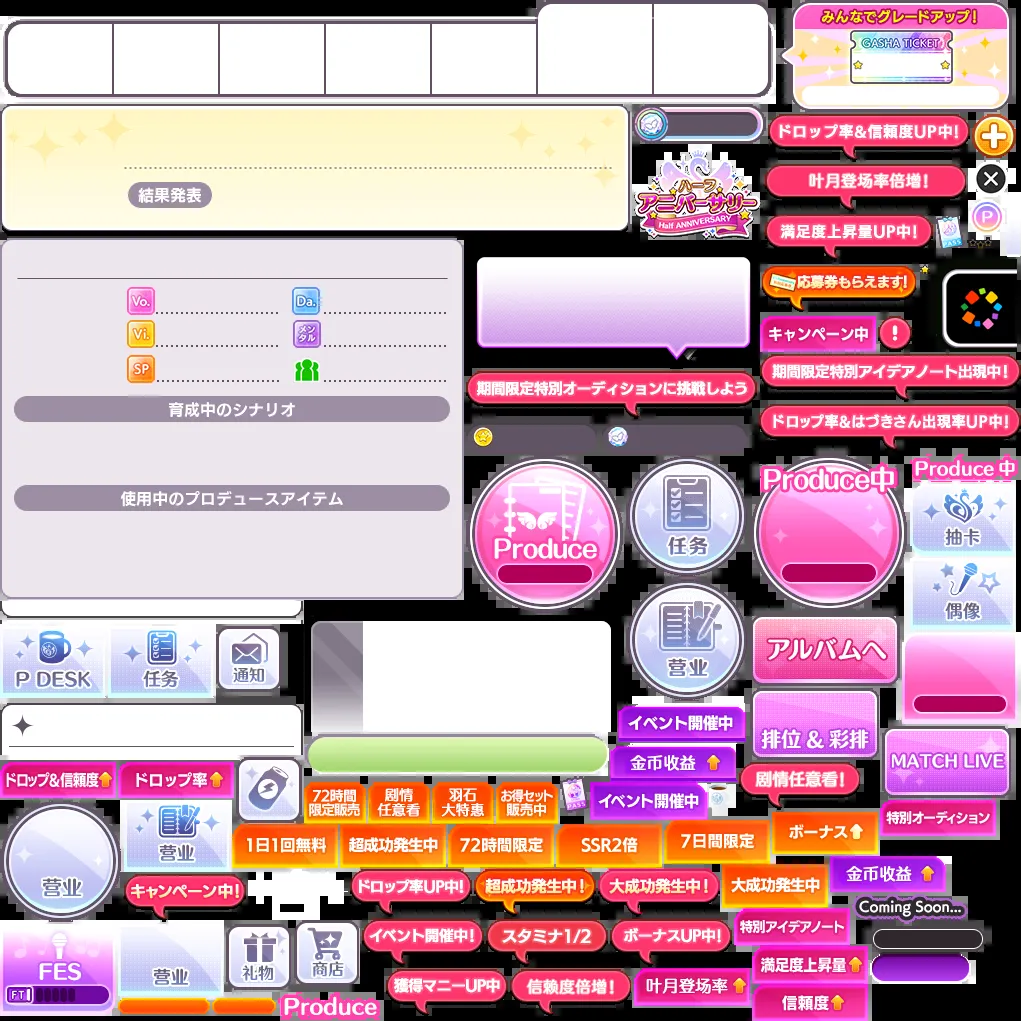 みんなでグレードアップ!
GASHA TICKET
ドロップ率&信頼度UP中!
結果発表
ハーフ
アニバーサリー
Half ANNIVERSARY
叶月登场率倍増!
P
満足度上昇量UP中!
PASS
応募券もらえます!
Vo.
Da.
Vi.
メンタル
SP
キャンペーン中
!
期間限定特別アイデアノート出現中!
期間限定特別オーディションに挑戦しよう
育成中のシナリオ
ドロップ率&はづきさん出現率UP中!
使用中のプロデュースアイテム
Produce
任务
Produce中
Produce 中
抽卡
偶像
营业
P DESK
任务
通知
アルバムへ
イベント開催中
金币收益
排位 & 彩排
MATCH LIVE
ドロップ&信頼度
ドロップ率
剧情任意看!
72時間
限定販売
剧情
任意看
羽石
大特惠
お得セット
販売中
イベント開催中
特別オーディション
营业
1日1回無料
超成功発生中
72時間限定
SSR2倍
7日間限定
ボーナス
营业
キャンペーン中!
ドロップ率UP中!
超成功発生中!
大成功発生中!
大成功発生中
金币收益
Coming Soon...
特別アイデアノート
FES
FT
营业
礼物
商店
イベント開催中!
スタミナ1/2
ボーナスUP中!
満足度上昇量
獲得マニーUP中
信頼度倍増!
叶月登场率
信頼度
Produce